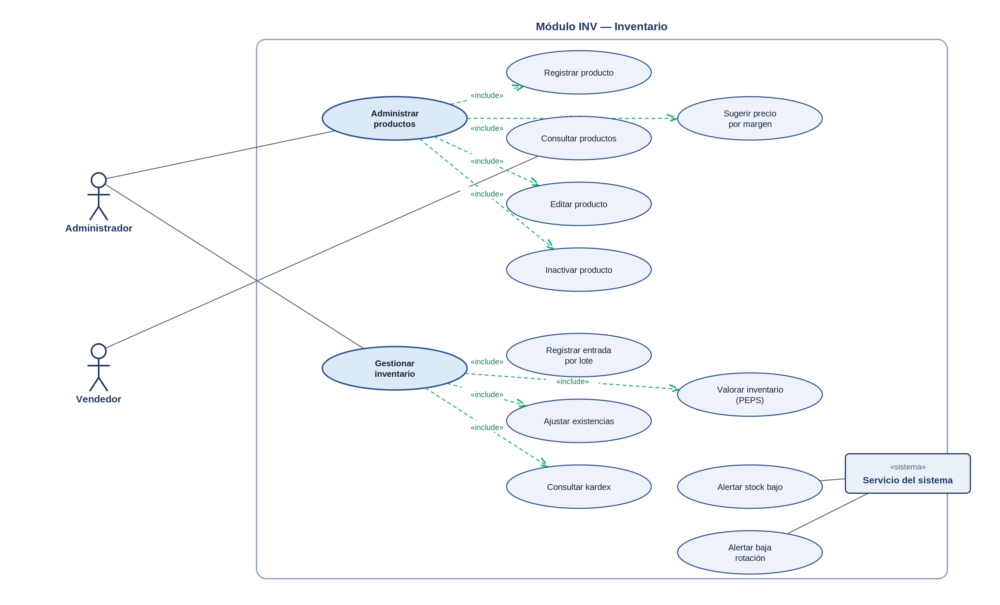 Módulo INV — Inventario
Registrar producto
«include»
Administrar
productos
Sugerir precio
por margen
«include»
Consultar productos
«include»
Administrador
«include»
Editar producto
Inactivar producto
Vendedor
Gestionar
inventario
«include»
Registrar entrada
por lote
«include»
Valorar inventario
(PEPS)
«include»
Ajustar existencias
«include»
Consultar kardex
Alertar stock bajo
«sistema»
Servicio del sistema
Alertar baja
rotación